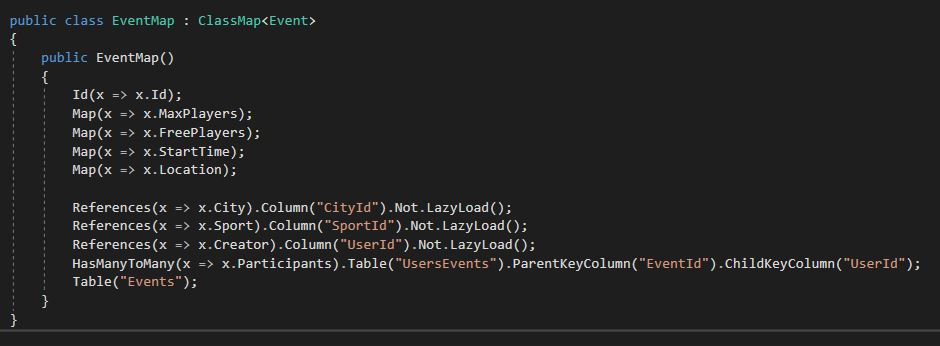 public class EventMap : ClassMap<Event>
{
    public EventMap()
    {
        Id(x => x.Id);
        Map(x => x.MaxPlayers);
        Map(x => x.FreePlayers);
        Map(x => x.StartTime);
        Map(x => x.Location);

        References(x => x.City).Column("CityId").Not.LazyLoad();
        References(x => x.Sport).Column("SportId").Not.LazyLoad();
        References(x => x.Creator).Column("UserId").Not.LazyLoad();
        HasManyToMany(x => x.Participants).Table("UsersEvents").ParentKeyColumn("EventId").ChildKeyColumn("UserId");
        Table("Events");
    }
}